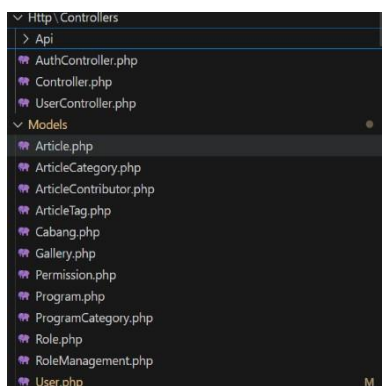 Http\Controllers
Api
AuthController.php
Controller.php
UserController.php
Models
Article.php
ArticleCategory.php
ArticleContributor.php
ArticleTag.php
Cabang.php
Gallery.php
Permission.php
Program.php
ProgramCategory.php
Role.php
RoleManagement.php
User.php M